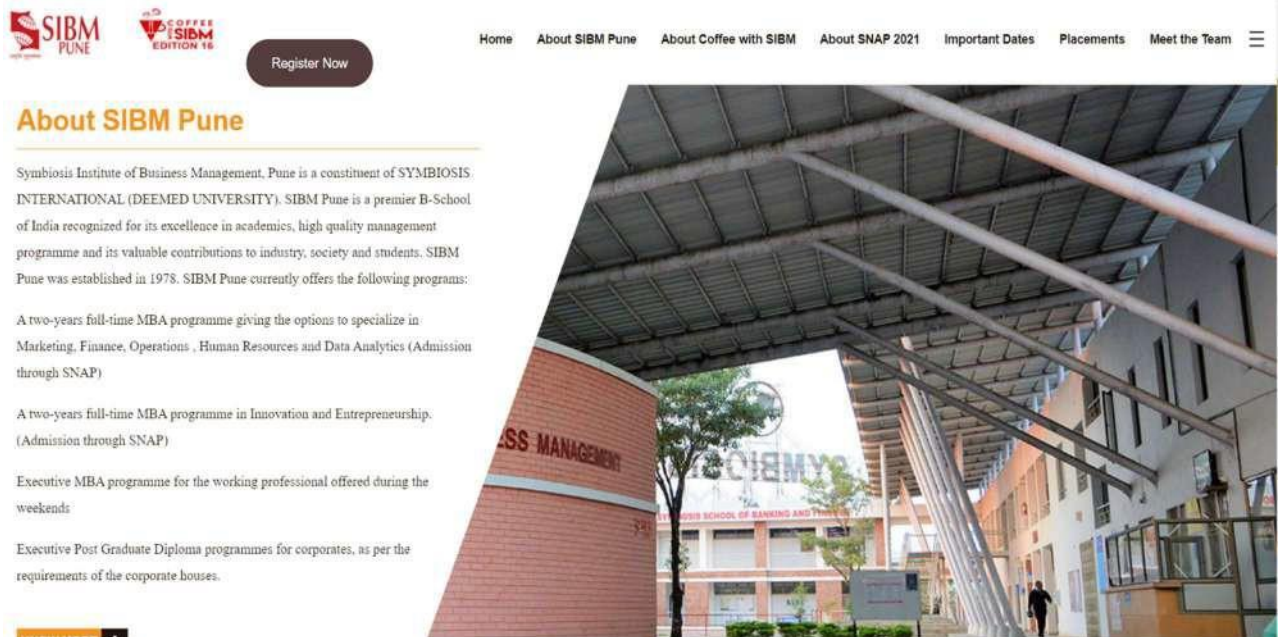 SIBM
PUNE
COFFEE
WITH SIBM
EDITION 16
Register Now
Home About SIBM Pune About Coffee with SIBM About SNAP 2021 Important Dates Placements Meet the Team
About SIBM Pune
Symbiosis Institute of Business Management, Pune is a constituent of SYMBIOSIS
INTERNATIONAL (DEEMED UNIVERSITY). SIBM Pune is a premier B-School
of India recognized for its excellence in academics, high quality management
programme and its valuable contributions to industry, society and students. SIBM
Pune was established in 1978. SIBM Pune currently offers the following programs:
A two-years full-time MBA programme giving the options to specialize in
Marketing, Finance, Operations , Human Resources and Data Analytics (Admission
through SNAP)
A two-years full-time MBA programme in Innovation and Entrepreneurship.
(Admission through SNAP)
Executive MBA programme for the working professional offered during the
weekends
Executive Post Graduate Diploma programmes for corporates, as per the
requirements of the corporate houses.
ESS MANAGEMENT
SYMBIOSIS SCHOOL OF BANKING AND